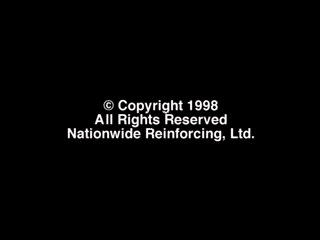 © Copyright 1998
All Rights Reserved
Nationwide Reinforcing, Ltd.